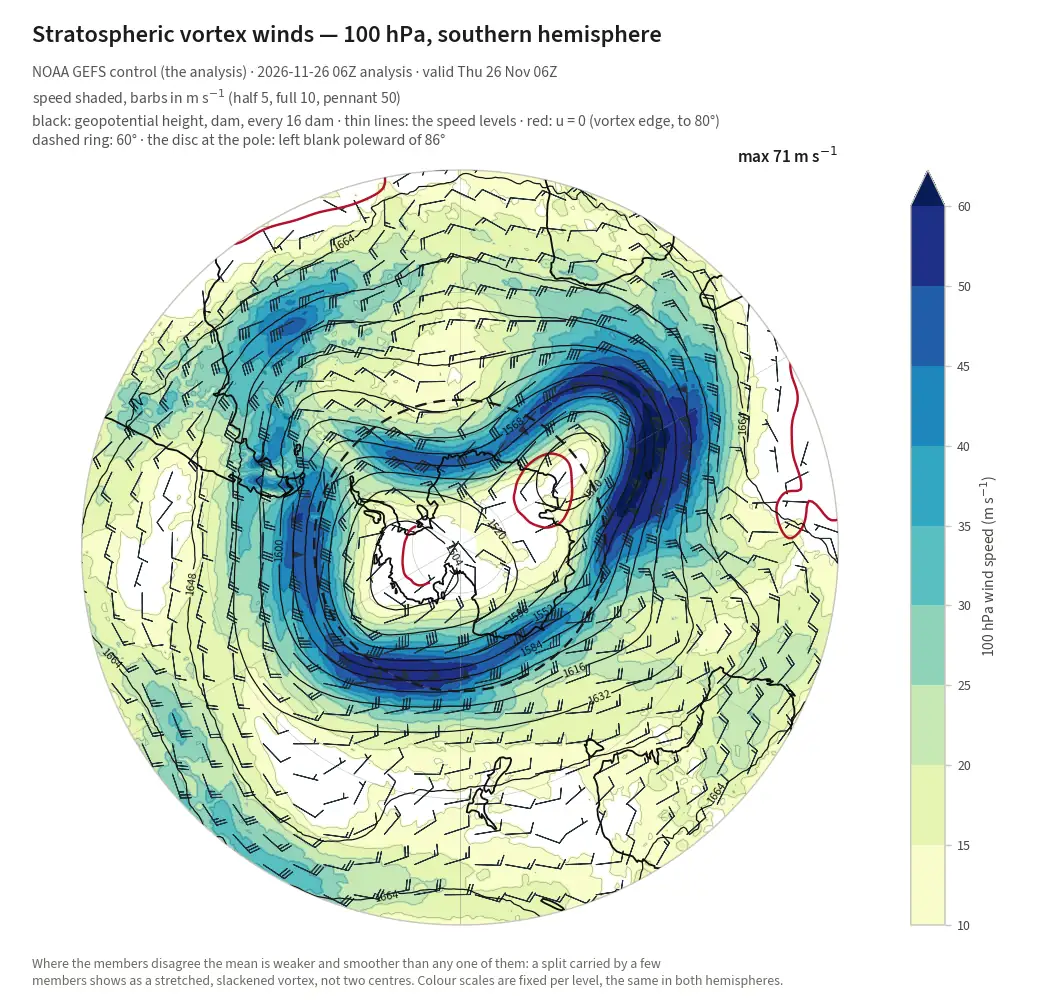 Stratospheric vortex winds — 100 hPa, southern hemisphere
NOAA GEFS control (the analysis) · 2026-11-26 06Z analysis · valid Thu 26 Nov 06Z
speed shaded, barbs in m s⁻¹ (half 5, full 10, pennant 50)
black: geopotential height, dam, every 16 dam · thin lines: the speed levels · red: u = 0 (vortex edge, to 80°)
dashed ring: 60° · the disc at the pole: left blank poleward of 86°
max 71 m s⁻¹
60
50
45
40
35
30
25
20
15
10
100 hPa wind speed (m s⁻¹)
1664
1664
1568
1520
1504
1600
1648
1584
1616
1632
1664
1664
1664
Where the members disagree the mean is weaker and smoother than any one of them: a split carried by a few
members shows as a stretched, slackened vortex, not two centres. Colour scales are fixed per level, the same in both hemispheres.